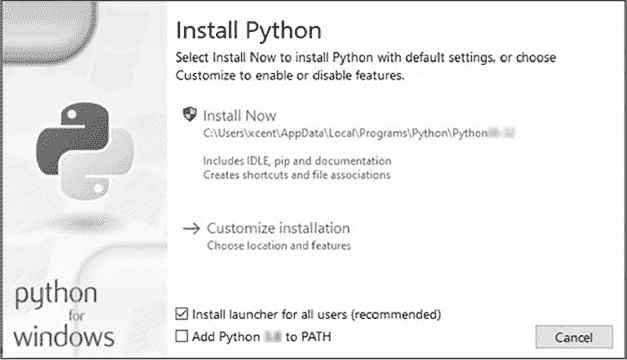 Install Python
Select Install Now to install Python with default settings, or choose
Customize to enable or disable features.
Install Now
C:\Users\xcent\AppData\Local\Programs\Python\Python
Includes IDLE, pip and documentation
Creates shortcuts and file associations
→ Customize installation
Choose location and features
python
for
windows
Install launcher for all users (recommended)
Add Python to PATH
Cancel